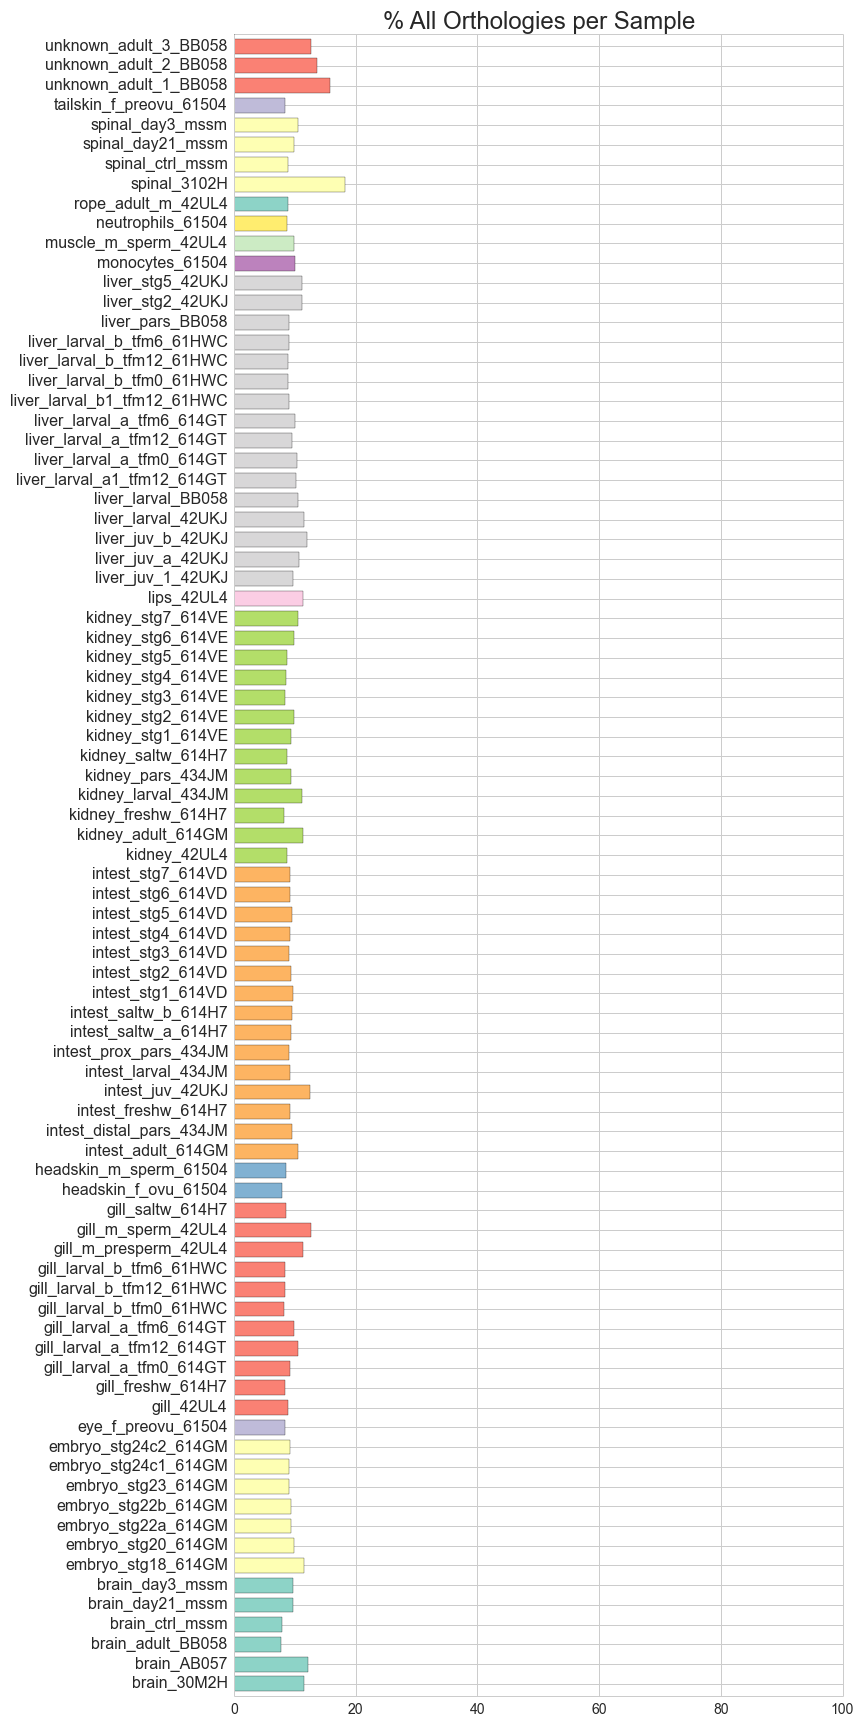 % All Orthologies per Sample
unknown_adult_3_BB058
unknown_adult_2_BB058
unknown_adult_1_BB058
tailskin_f_preovu_61504
spinal_day3_mssm
spinal_day21_mssm
spinal_ctrl_mssm
spinal_3102H
rope_adult_m_42UL4
neutrophils_61504
muscle_m_sperm_42UL4
monocytes_61504
liver_stg5_42UKJ
liver_stg2_42UKJ
liver_pars_BB058
liver_larval_b_tfm6_61HWC
liver_larval_b_tfm12_61HWC
liver_larval_b_tfm0_61HWC
liver_larval_b1_tfm12_61HWC
liver_larval_a_tfm6_614GT
liver_larval_a_tfm12_614GT
liver_larval_a_tfm0_614GT
liver_larval_a1_tfm12_614GT
liver_larval_BB058
liver_larval_42UKJ
liver_juv_b_42UKJ
liver_juv_a_42UKJ
liver_juv_1_42UKJ
lips_42UL4
kidney_stg7_614VE
kidney_stg6_614VE
kidney_stg5_614VE
kidney_stg4_614VE
kidney_stg3_614VE
kidney_stg2_614VE
kidney_stg1_614VE
kidney_saltw_614H7
kidney_pars_434JM
kidney_larval_434JM
kidney_freshw_614H7
kidney_adult_614GM
kidney_42UL4
intest_stg7_614VD
intest_stg6_614VD
intest_stg5_614VD
intest_stg4_614VD
intest_stg3_614VD
intest_stg2_614VD
intest_stg1_614VD
intest_saltw_b_614H7
intest_saltw_a_614H7
intest_prox_pars_434JM
intest_larval_434JM
intest_juv_42UKJ
intest_freshw_614H7
intest_distal_pars_434JM
intest_adult_614GM
headskin_m_sperm_61504
headskin_f_ovu_61504
gill_saltw_614H7
gill_m_sperm_42UL4
gill_m_presperm_42UL4
gill_larval_b_tfm6_61HWC
gill_larval_b_tfm12_61HWC
gill_larval_b_tfm0_61HWC
gill_larval_a_tfm6_614GT
gill_larval_a_tfm12_614GT
gill_larval_a_tfm0_614GT
gill_freshw_614H7
gill_42UL4
eye_f_preovu_61504
embryo_stg24c2_614GM
embryo_stg24c1_614GM
embryo_stg23_614GM
embryo_stg22b_614GM
embryo_stg22a_614GM
embryo_stg20_614GM
embryo_stg18_614GM
brain_day3_mssm
brain_day21_mssm
brain_ctrl_mssm
brain_adult_BB058
brain_AB057
brain_30M2H
0 20 40 60 80 100